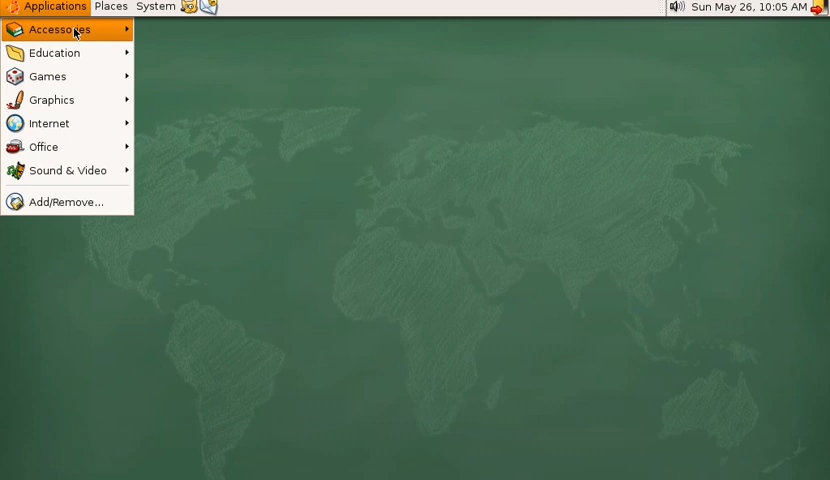 Applications Places System Sun May 26, 10:05 AM
Accessories
Education
Games
Graphics
Internet
Office
Sound & Video
Add/Remove...